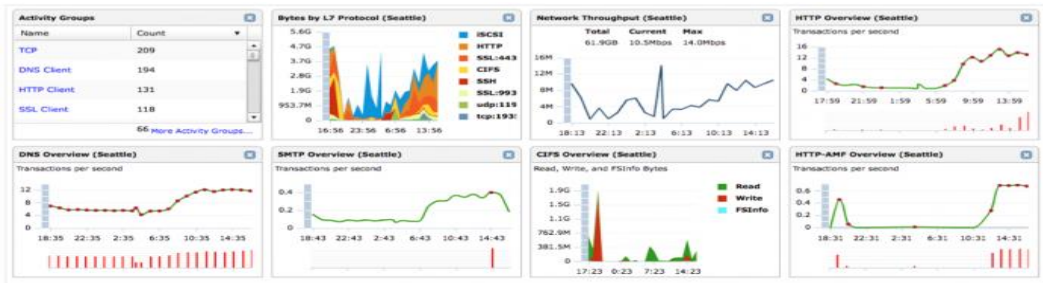 Activity Groups
Name Count
TCP 209
DNS Client 194
HTTP Client 131
SSL Client 118
66 More Activity Groups...
Bytes by L7 Protocol (Seattle)
5.6G
4.7G
3.7G
2.8G
1.9G
953.7M
0
16:56 23:56 6:56 13:56
iSCSI
HTTP
SSL:443
CIFS
SSH
SSL:993
udp:119
tcp:193
Network Throughput (Seattle)
Total Current Max
61.9GB 10.5Mbps 14.0Mbps
16M
12M
8M
4M
0
18:13 22:13 2:13 6:13 10:13 14:13
HTTP Overview (Seattle)
Transactions per second
16
12
8
4
0
17:59 21:59 1:59 5:59 9:59 13:59
DNS Overview (Seattle)
Transactions per second
12
8
4
0
18:35 22:35 2:35 6:35 10:35 14:35
SMTP Overview (Seattle)
Transactions per second
0.4
0.2
0
18:43 22:43 2:43 6:43 10:43 14:43
CIFS Overview (Seattle)
Read, Write, and FSInfo Bytes
1.9G
1.5G
1.1G
762.9M
381.5M
0
17:23 0:23 7:23 14:23
Read
Write
FSInfo
HTTP-AMF Overview (Seattle)
Transactions per second
0.6
0.4
0.2
0
18:31 22:31 2:31 6:31 10:31 14:31